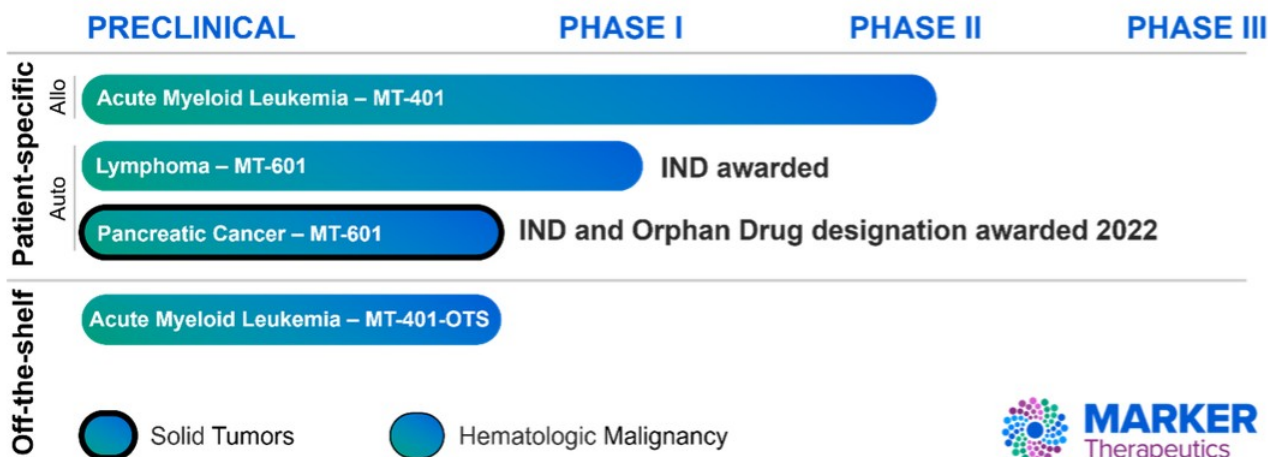 PRECLINICAL PHASE I PHASE II PHASE III
Patient-specific
Allo
Acute Myeloid Leukemia – MT-401
Auto
Lymphoma – MT-601 IND awarded
Pancreatic Cancer – MT-601 IND and Orphan Drug designation awarded 2022
Off-the-shelf
Acute Myeloid Leukemia – MT-401-OTS
Solid Tumors Hematologic Malignancy
MARKER
Therapeutics